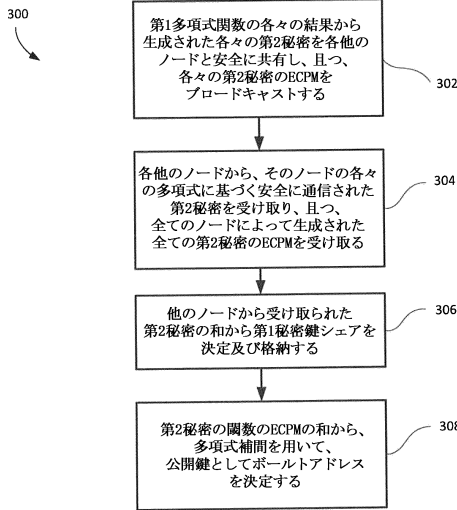 300
第1多項式関数の各々の結果から
生成された各々の第2秘密を各他の
ノードと安全に共有し、且つ、
各々の第2秘密のECPMを
ブロードキャストする
302
各他のノードから、そのノードの各々
の多項式に基づく安全に通信された
第2秘密を受け取り、且つ、
全てのノードによって生成された
全ての第2秘密のECPMを受け取る
304
他のノードから受け取られた
第2秘密の和から第1秘密鍵シェアを
決定及び格納する
306
第2秘密の閾数のECPMの和から、
多項式補間を用いて、
公開鍵としてボールトアドレス
を決定する
308